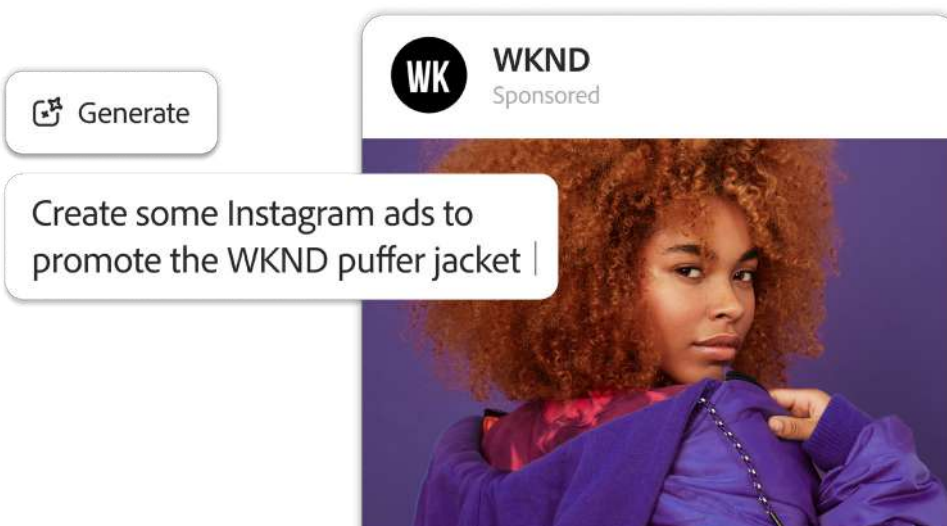 WK
WKND
Sponsored
Generate
Create some Instagram ads to
promote the WKND puffer jacket